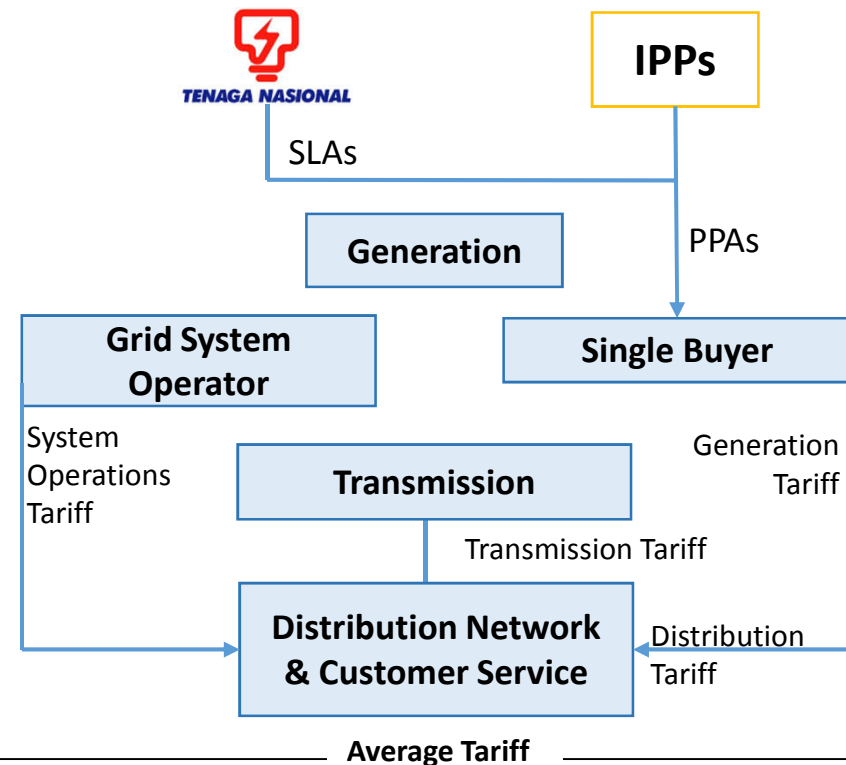 TENAGA NASIONAL
IPPs
SLAs
PPAs
Generation
Grid System
Operator
Single Buyer
System
Operations
Tariff
Generation
Tariff
Transmission
Transmission Tariff
Distribution Network
& Customer Service
Distribution
Tariff
Average Tariff